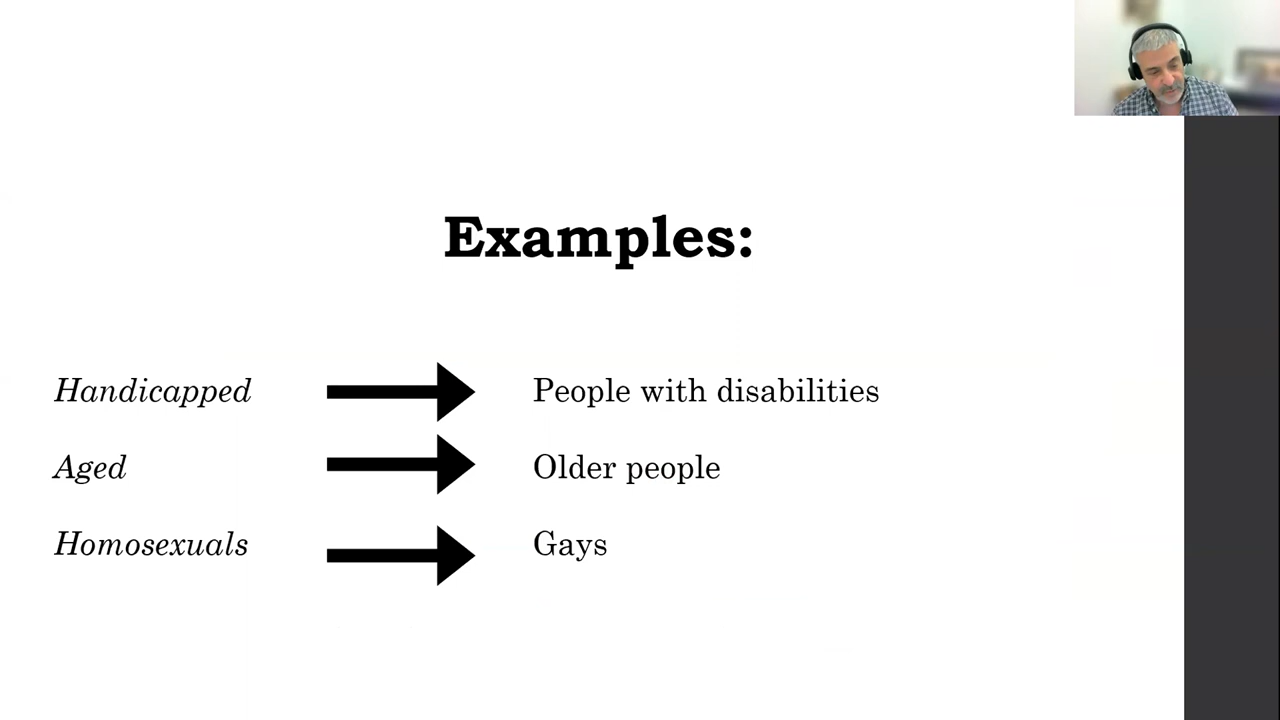 Examples:
Handicapped People with disabilities
Aged Older people
Homosexuals Gays